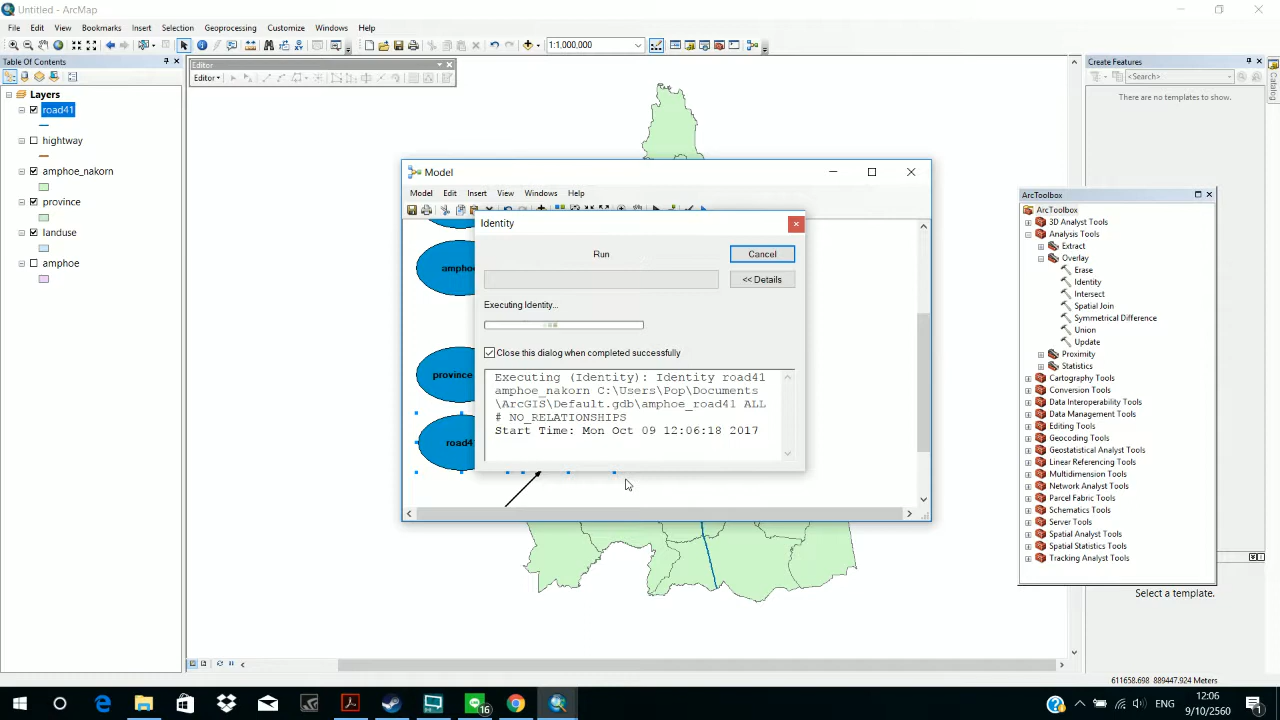 Untitled - ArcMap
File Edit View Bookmarks Insert Selection Geoprocessing Customize Windows Help
1:1,000,000
Table Of Contents
Layers
road41
hightway
amphoe_nakorn
province
landuse
amphoe
Editor
Editor
Model
Model Edit Insert View Windows Help
province
Identity
Run
Cancel
<< Details
Executing Identity...
Close this dialog when completed successfully
Executing (Identity): Identity road41
amphoe_nakorn C:\Users\Pop\Documents
\ArcGIS\Default.gdb\amphoe_road41 ALL
# NO_RELATIONSHIPS
Start Time: Mon Oct 09 12:06:18 2017
Create Features
<Search>
There are no templates to show.
Catalog
ArcToolbox
ArcToolbox
3D Analyst Tools
Analysis Tools
Extract
Overlay
Erase
Identity
Intersect
Spatial Join
Symmetrical Difference
Union
Update
Proximity
Statistics
Cartography Tools
Conversion Tools
Data Interoperability Tools
Data Management Tools
Editing Tools
Geocoding Tools
Geostatistical Analyst Tools
Linear Referencing Tools
Multidimension Tools
Network Analyst Tools
Parcel Fabric Tools
Schematics Tools
Server Tools
Spatial Analyst Tools
Spatial Statistics Tools
Tracking Analyst Tools
Select a template.
611658.698 889447.924 Meters
16
ENG
12:06
9/10/2560
1